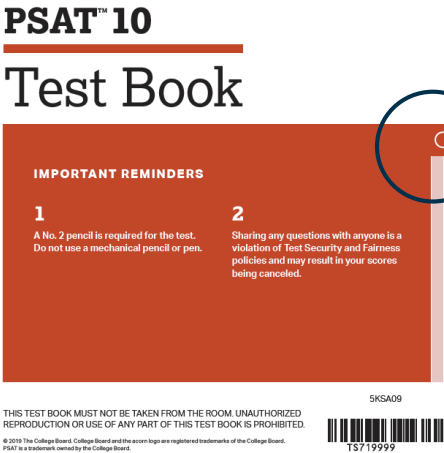 PSAT™ 10
Test Book
IMPORTANT REMINDERS
1
A No. 2 pencil is required for the test.
Do not use a mechanical pencil or pen.
2
Sharing any questions with anyone is a
violation of Test Security and Fairness
policies and may result in your scores
being canceled.
5KSA09
THIS TEST BOOK MUST NOT BE TAKEN FROM THE ROOM. UNAUTHORIZED
REPRODUCTION OR USE OF ANY PART OF THIS TEST BOOK IS PROHIBITED.
© 2019 The College Board. College Board and the acorn logo are registered trademarks of the College Board.
PSAT is a trademark owned by the College Board.
TS719999